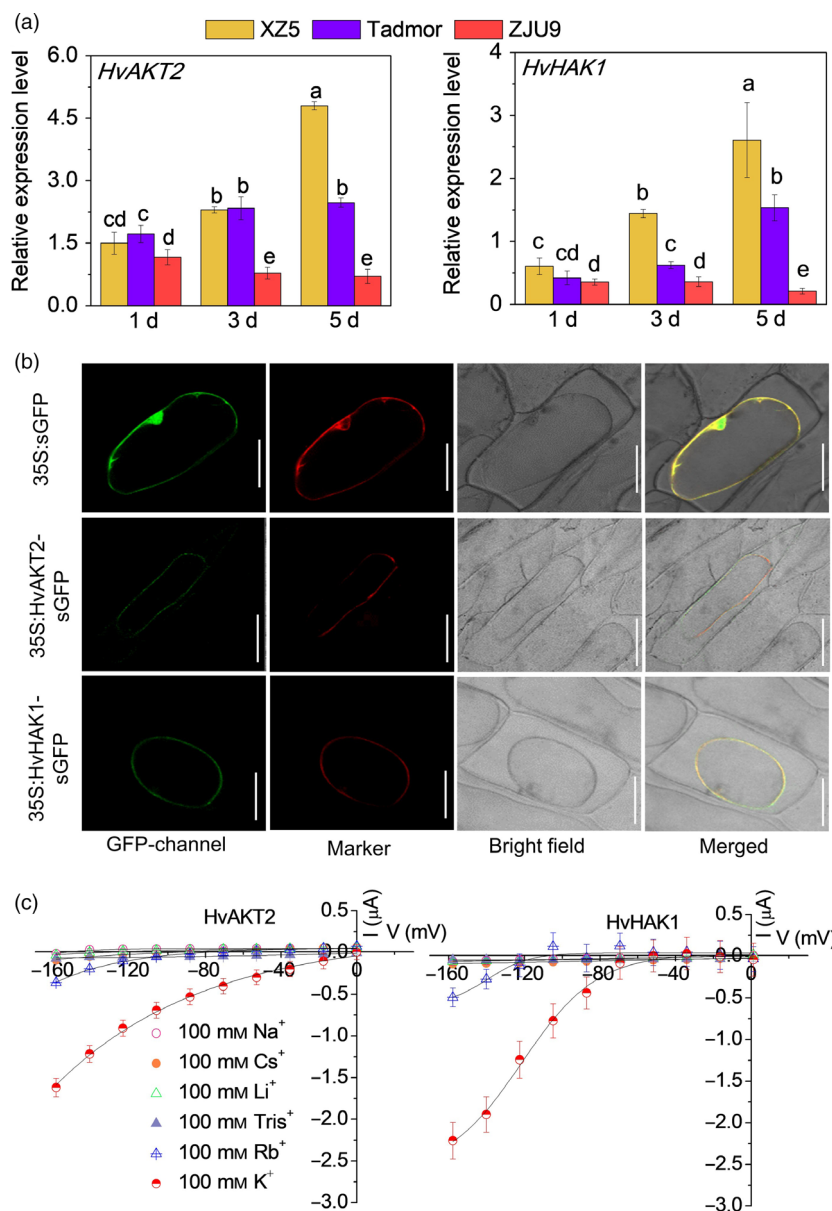 (a)
XZ5 Tadmor ZJU9
HvAKT2
Relative expression level
6.0
4.5
3.0
1.5
0.0
cd c d
b b e
a b e
1 d 3 d 5 d
HvHAK1
Relative expression level
4
3
2
1
0
c cd d
b c d
a b e
1 d 3 d 5 d
(b)
35S:sGFP
35S:HvAKT2-
sGFP
35S:HvHAK1-
sGFP
GFP-channel Marker Bright field Merged
(c)
HvAKT2
I (μA)
V (mV)
−160 −120 −80 −40 0
0.5
0.0
−0.5
−1.0
−1.5
−2.0
−2.5
−3.0
100 mM Na+
100 mM Cs+
100 mM Li+
100 mM Tris+
100 mM Rb+
100 mM K+
HvHAK1
I (μA)
V (mV)
−160 −120 −80 −40 0
0.5
0.0
−0.5
−1.0
−1.5
−2.0
−2.5
−3.0